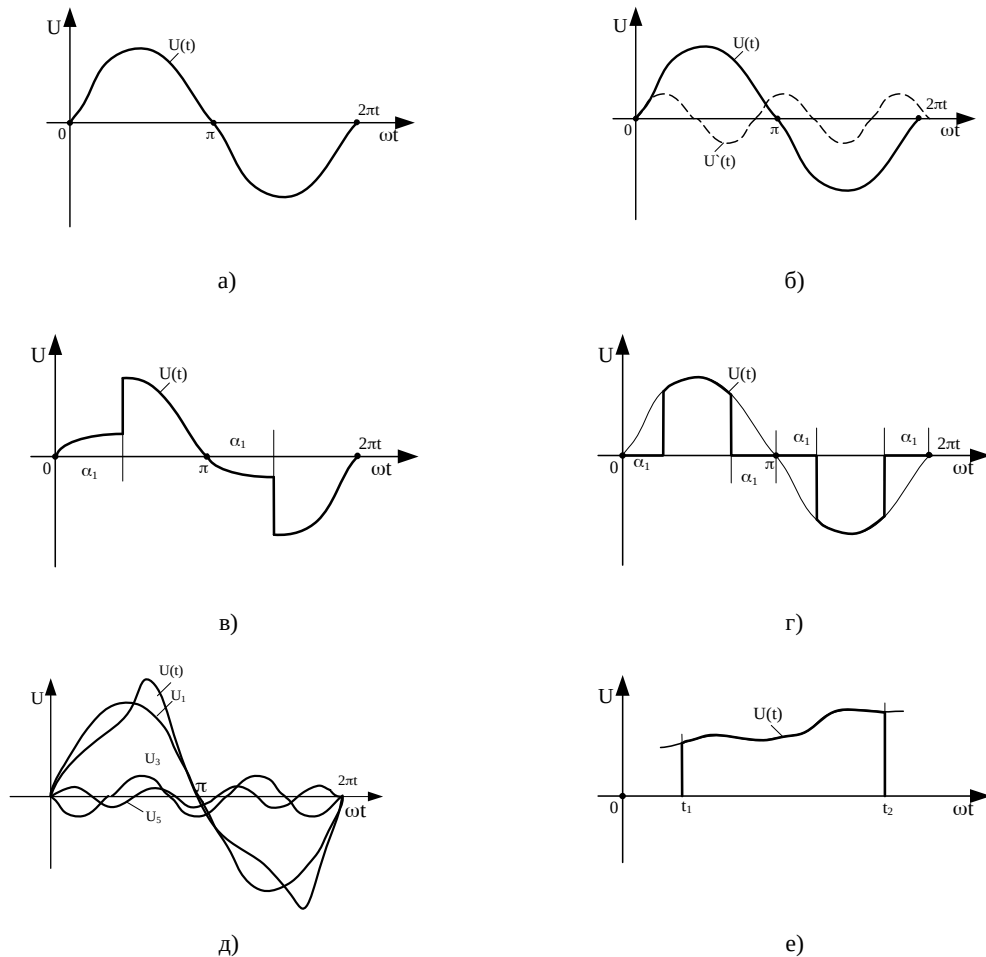 U
U(t)
0
π
2πt
ωt
а)
U
U(t)
0
π
2πt
ωt
U`(t)
б)
U
U(t)
0
α1
π
α1
2πt
ωt
в)
U
U(t)
0
α1
α1
π
α1
α1
2πt
ωt
г)
U
U(t)
U1
U3
U5
π
2πt
ωt
д)
U
U(t)
0
t1
t2
ωt
е)